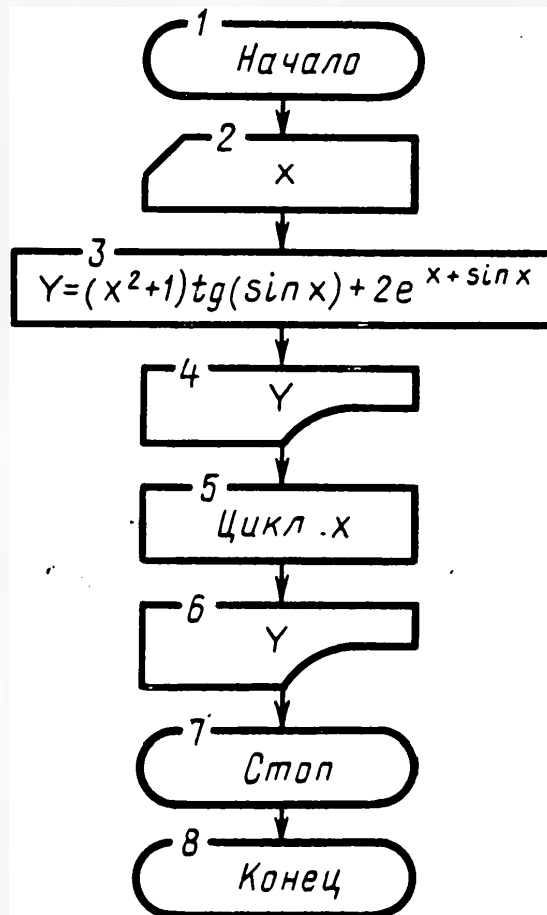 1
Начало
2
x
3
Y=(x²+1)tg(sin x)+2e^x+sin x
4
Y
5
Цикл .x
6
Y
7
Стоп
8
Конец